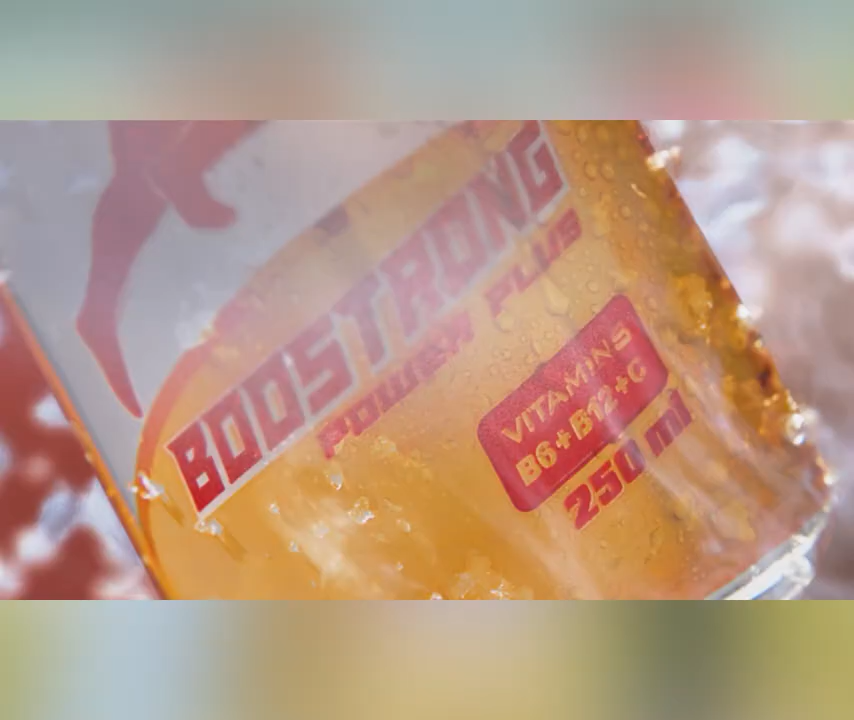 BOOSTRONG
POWER PLUS
VITAMINS
B6+B12+C
250 ml